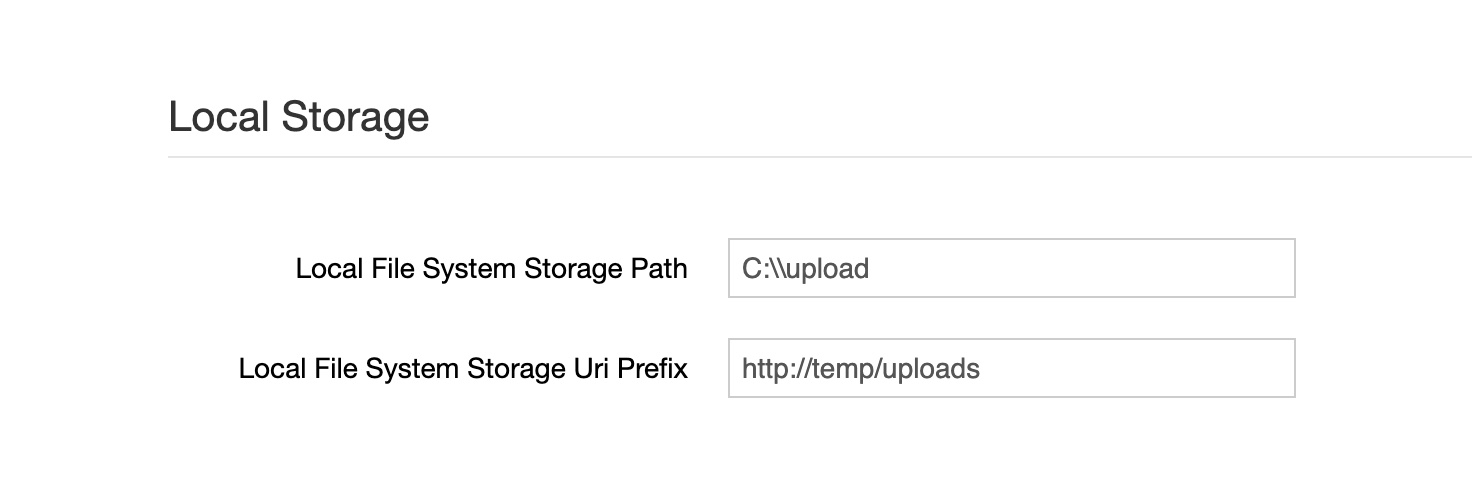 Local Storage
Local File System Storage Path C:\\upload
Local File System Storage Uri Prefix http://temp/uploads